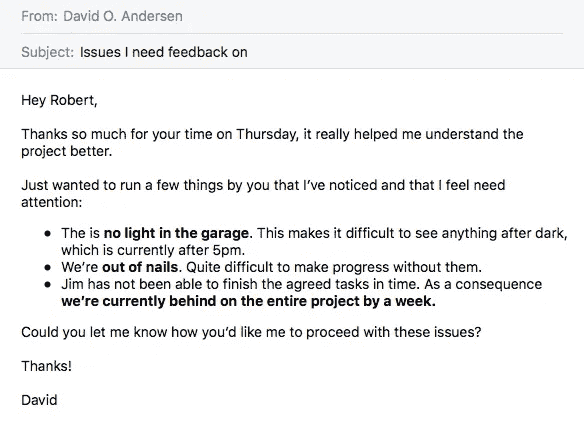 From: David O. Andersen
Subject: Issues I need feedback on
Hey Robert,
Thanks so much for your time on Thursday, it really helped me understand the
project better.
Just wanted to run a few things by you that I've noticed and that I feel need
attention:
• The is no light in the garage. This makes it difficult to see anything after dark,
which is currently after 5pm.
• We're out of nails. Quite difficult to make progress without them.
• Jim has not been able to finish the agreed tasks in time. As a consequence
we're currently behind on the entire project by a week.
Could you let me know how you'd like me to proceed with these issues?
Thanks!
David